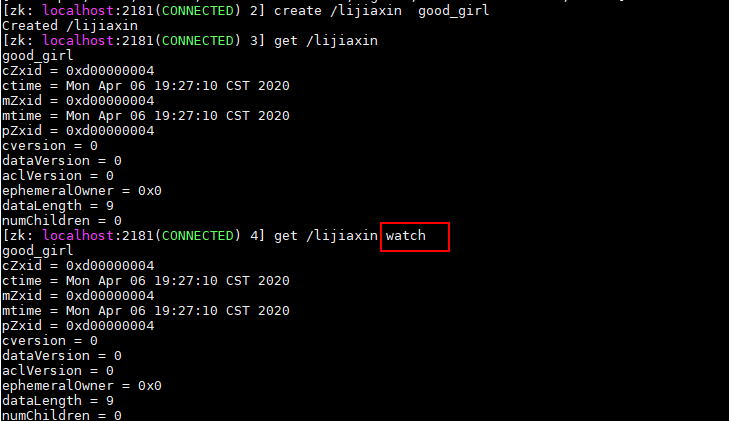 [zk: localhost:2181(CONNECTED) 2] create /lijiaxin  good_girl
Created /lijiaxin
[zk: localhost:2181(CONNECTED) 3] get /lijiaxin
good_girl
cZxid = 0xd00000004
ctime = Mon Apr 06 19:27:10 CST 2020
mZxid = 0xd00000004
mtime = Mon Apr 06 19:27:10 CST 2020
pZxid = 0xd00000004
cversion = 0
dataVersion = 0
aclVersion = 0
ephemeralOwner = 0x0
dataLength = 9
numChildren = 0
[zk: localhost:2181(CONNECTED) 4] get /lijiaxin watch
good_girl
cZxid = 0xd00000004
ctime = Mon Apr 06 19:27:10 CST 2020
mZxid = 0xd00000004
mtime = Mon Apr 06 19:27:10 CST 2020
pZxid = 0xd00000004
cversion = 0
dataVersion = 0
aclVersion = 0
ephemeralOwner = 0x0
dataLength = 9
numChildren = 0